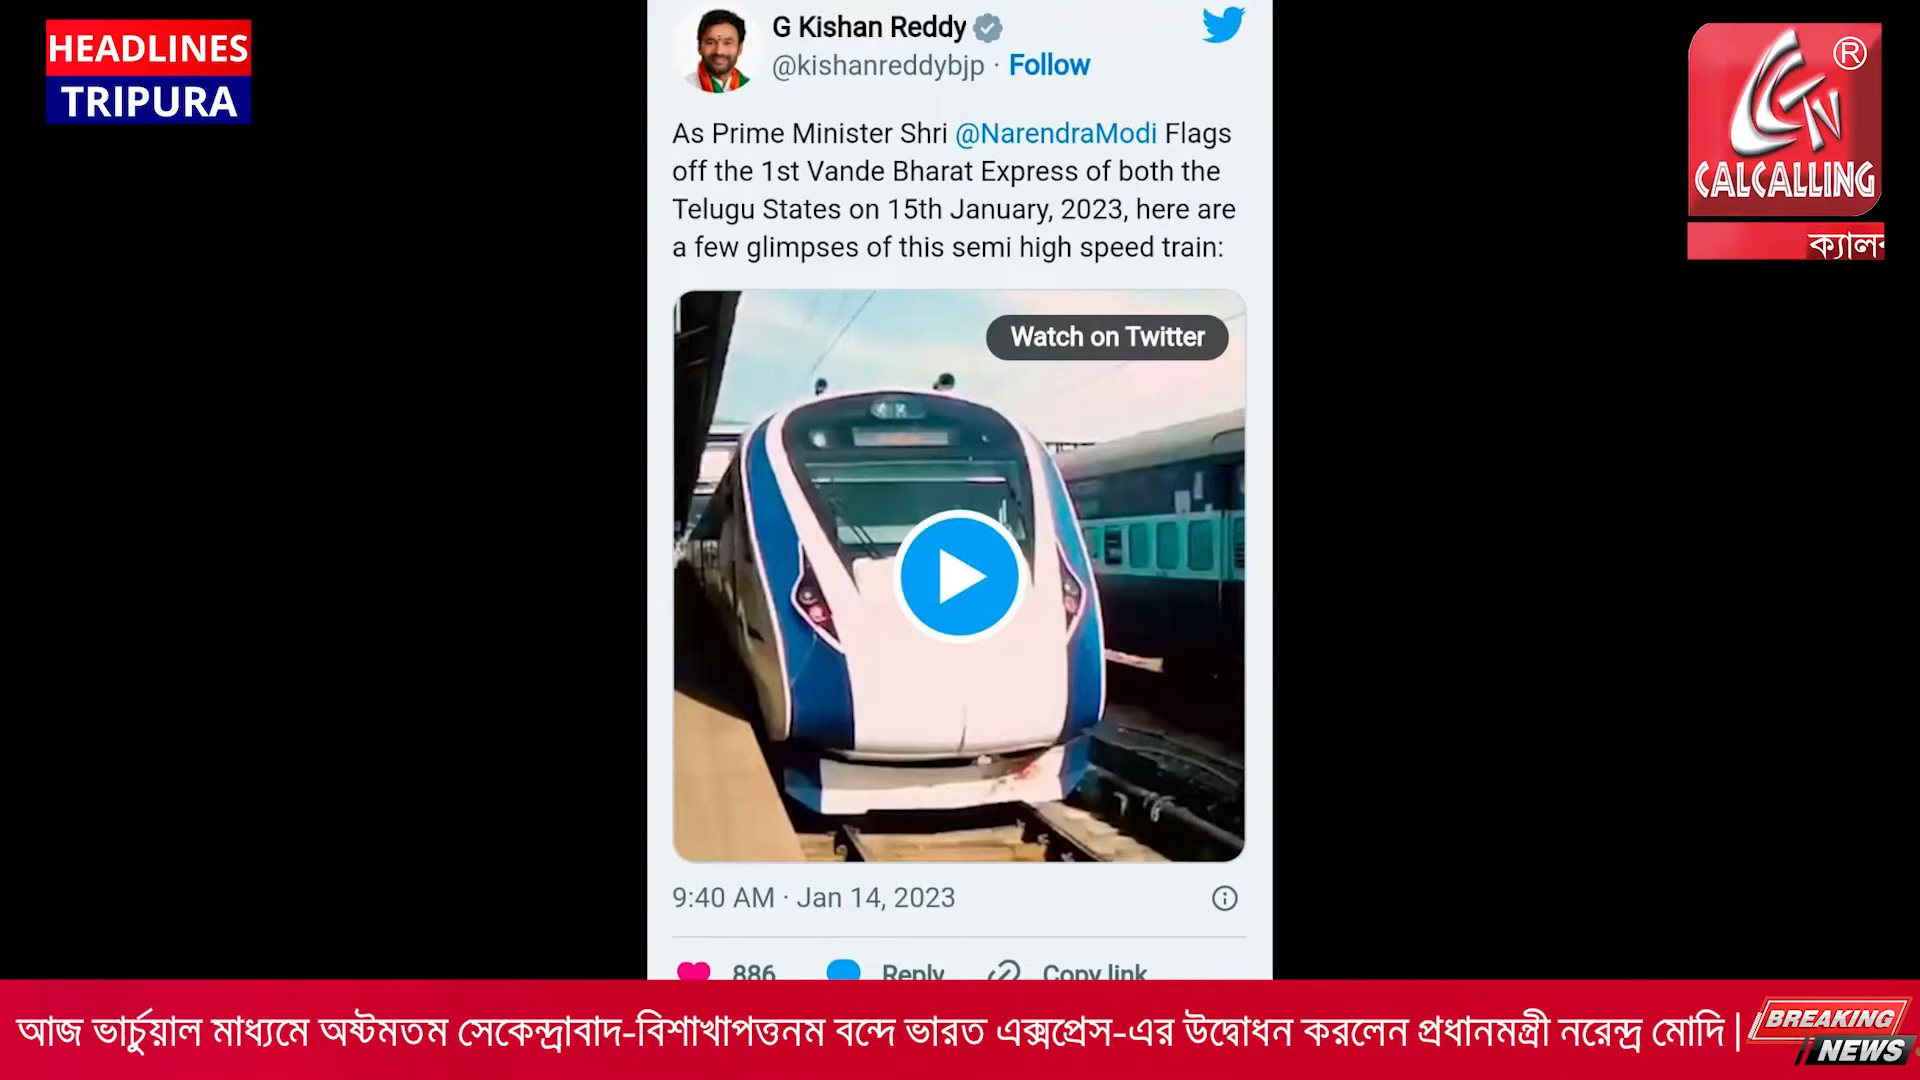 HEADLINES
TRIPURA
G Kishan Reddy
@kishanreddybjp · Follow
As Prime Minister Shri @NarendraModi Flags
off the 1st Vande Bharat Express of both the
Telugu States on 15th January, 2023, here are
a few glimpses of this semi high speed train:
Watch on Twitter
9:40 AM · Jan 14, 2023
886 Reply Copy link
CTV ®
CALCALLING
আজ ভার্চুয়াল মাধ্যমে অষ্টমতম সেকেন্দ্রাবাদ-বিশাখাপত্তনম বন্দে ভারত এক্সপ্রেস-এর উদ্বোধন করলেন প্রধানমন্ত্রী নরেন্দ্র মোদি |
BREAKING
NEWS